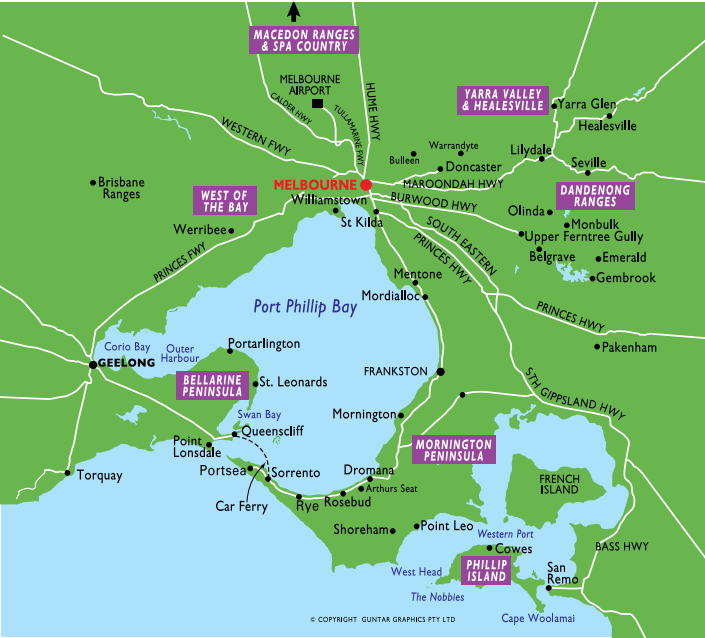 MACEDON RANGES
& SPA COUNTRY
MELBOURNE
AIRPORT
CALDER HWY
TULLAMARINE FWY
HUME HWY
YARRA VALLEY
& HEALESVILLE
Yarra Glen
Healesville
WESTERN FWY
Warrandyte
Bulleen
Doncaster
Lilydale
Seville
Brisbane
Ranges
MELBOURNE
MAROONDAH HWY
WEST OF
THE BAY
Williamstown
BURWOOD HWY
DANDENONG
RANGES
St Kilda
Olinda
Monbulk
Werribee
SOUTH EASTERN
Upper Ferntree Gully
PRINCES FWY
PRINCES HWY
Belgrave
Emerald
Gembrook
Mentone
Mordialloc
Port Phillip Bay
PRINCES HWY
Corio Bay
Outer
Harbour
Portarlington
Pakenham
GEELONG
FRANKSTON
BELLARINE
PENINSULA
St. Leonards
STH GIPPSLAND HWY
Swan Bay
Mornington
Queenscliff
Point
Lonsdale
MORNINGTON
PENINSULA
Torquay
Portsea
Sorrento
Dromana
FRENCH
ISLAND
Arthurs Seat
Car Ferry
Rye
Rosebud
Shoreham
Point Leo
Western Port
Cowes
BASS HWY
West Head
PHILLIP
ISLAND
San
Remo
The Nobbies
Cape Woolamai
© COPYRIGHT GUNTAR GRAPHICS PTY LTD